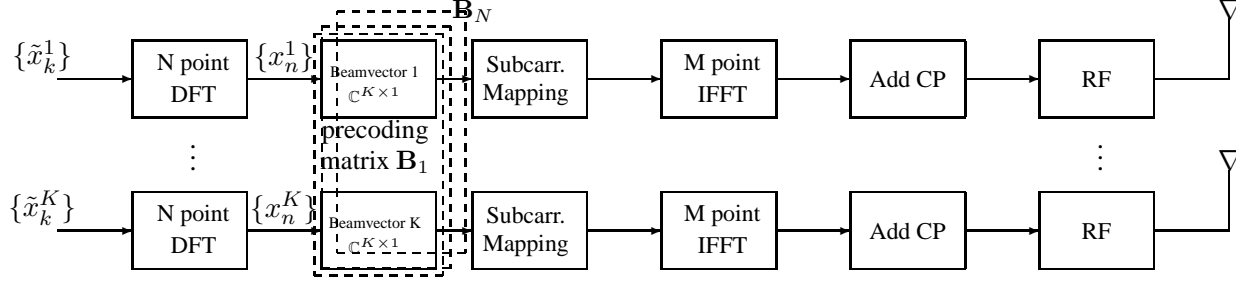 𝐁_N
{x̃_k^1}
N point
DFT
{x_n^1}
Beamvector 1
ℂ^{K×1}
Subcarr.
Mapping
M point
IFFT
Add CP
RF
precoding
matrix 𝐁_1
⋮
⋮
{x̃_k^K}
N point
DFT
{x_n^K}
Beamvector K
ℂ^{K×1}
Subcarr.
Mapping
M point
IFFT
Add CP
RF